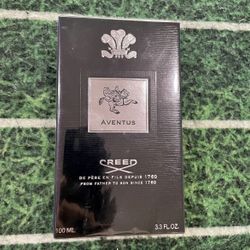 AVENTUS
CREED
DE PÈRE EN FILS DEPUIS 1760
FROM FATHER TO SON SINCE 1760
100 ML
3.3 FL.OZ.